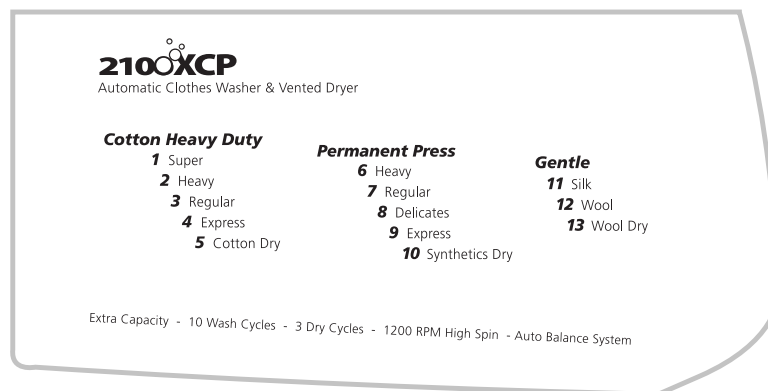 2100XCP
Automatic Clothes Washer & Vented Dryer
Cotton Heavy Duty
1 Super
2 Heavy
3 Regular
4 Express
5 Cotton Dry
Permanent Press
6 Heavy
7 Regular
8 Delicates
9 Express
10 Synthetics Dry
Gentle
11 Silk
12 Wool
13 Wool Dry
Extra Capacity - 10 Wash Cycles - 3 Dry Cycles - 1200 RPM High Spin - Auto Balance System